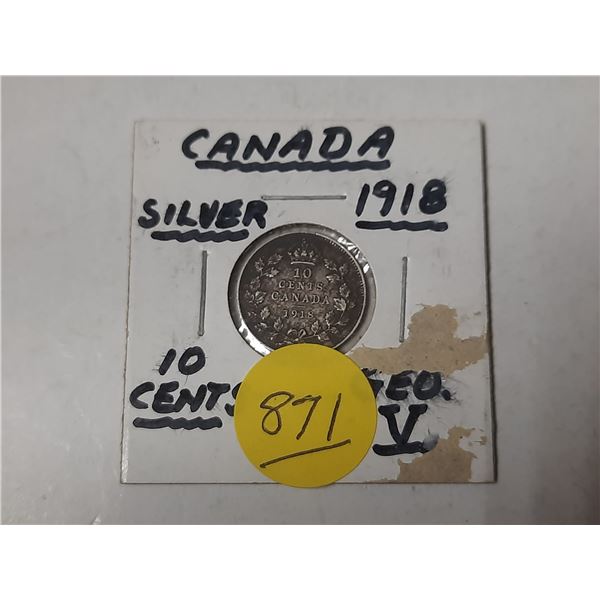 CANADA
SILVER 1918
10
CENTS
CANADA
1918
10 GEO.
CENTS V.
871